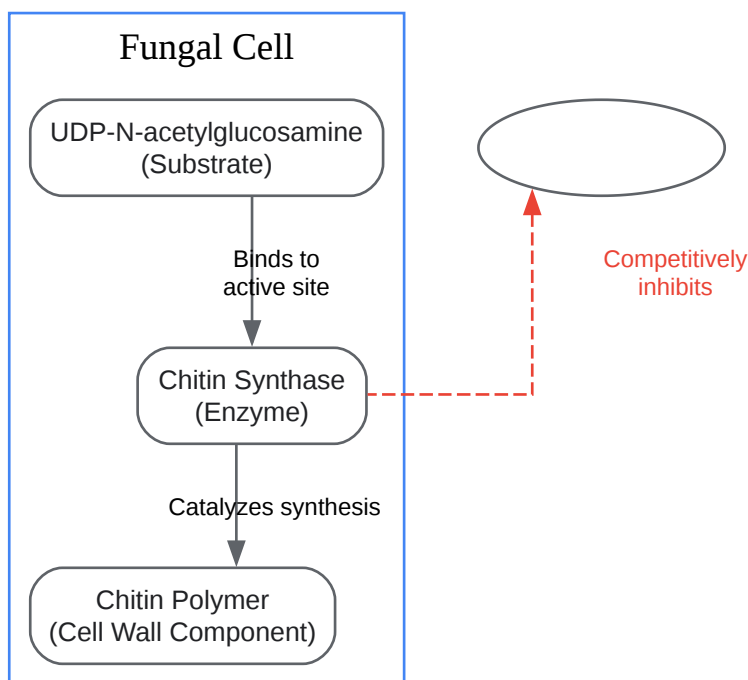 Fungal Cell
UDP-N-acetylglucosamine
(Substrate)
Binds to
active site
Competitively
inhibits
Chitin Synthase
(Enzyme)
Catalyzes synthesis
Chitin Polymer
(Cell Wall Component)